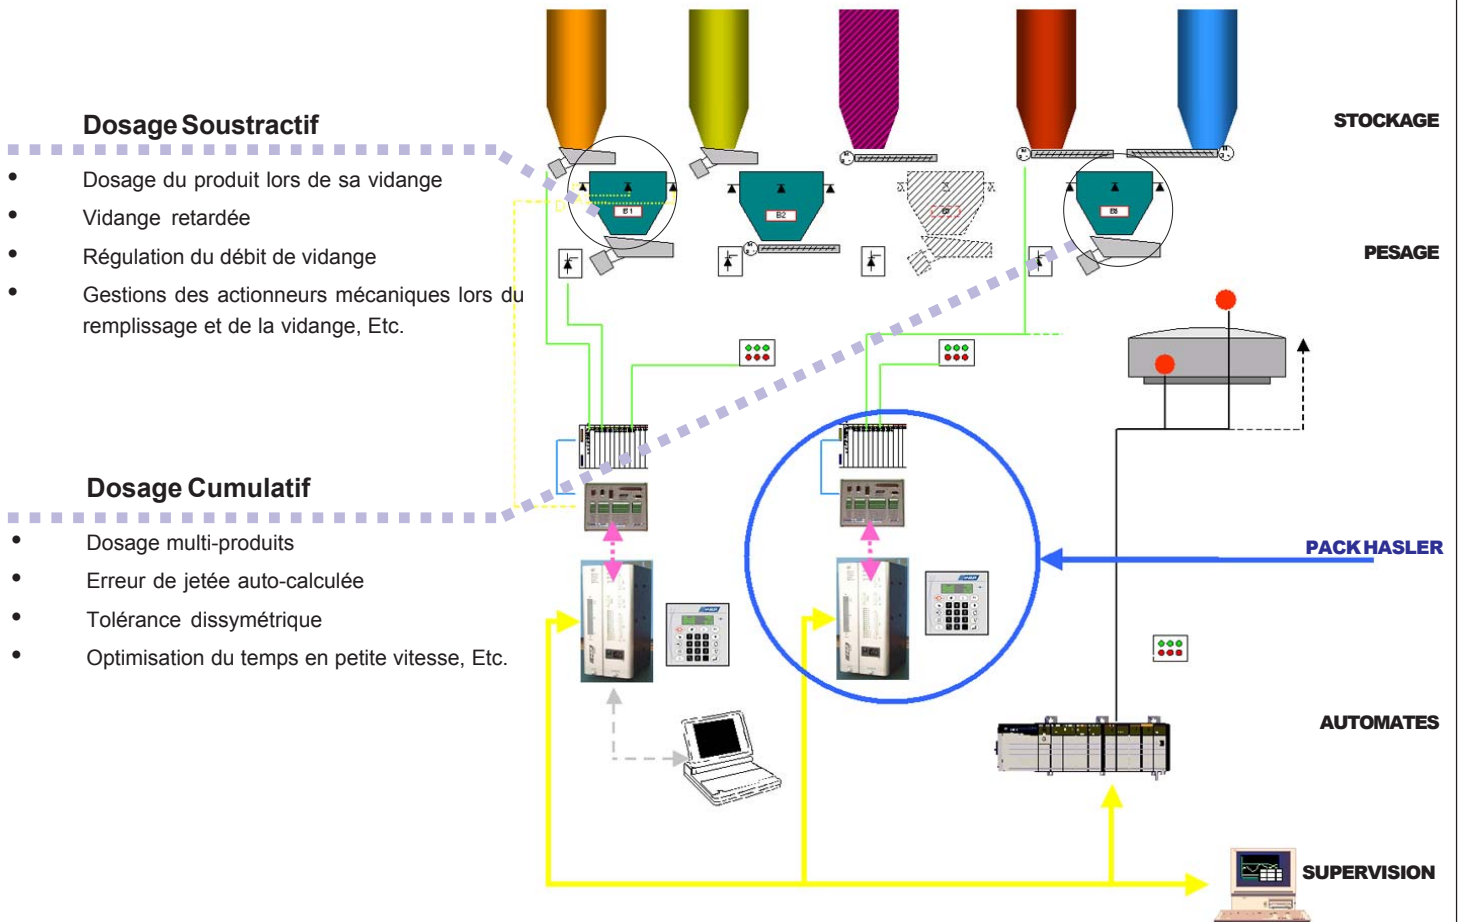 Dosage Soustractif
• Dosage du produit lors de sa vidange
• Vidange retardée
• Régulation du débit de vidange
• Gestions des actionneurs mécaniques lors du
remplissage et de la vidange, Etc.
Dosage Cumulatif
• Dosage multi-produits
• Erreur de jetée auto-calculée
• Tolérance dissymétrique
• Optimisation du temps en petite vitesse, Etc.
B2
STOCKAGE
PESAGE
PACK HASLER
AUTOMATES
SUPERVISION